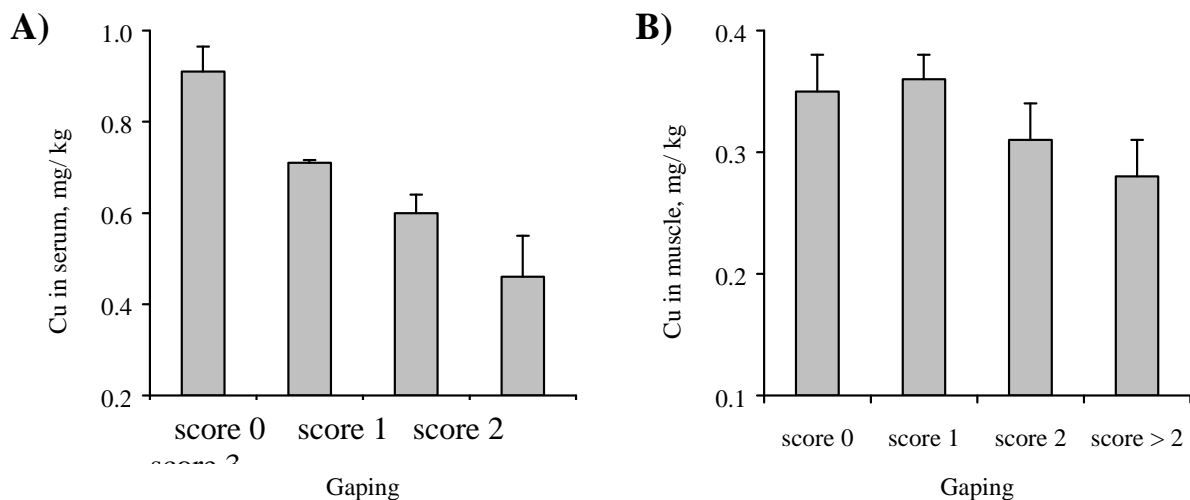 A)
Cu in serum, mg/ kg
1.0
0.8
0.6
0.4
0.2
score 0 score 1 score 2
score 3
Gaping
B)
Cu in muscle, mg/ kg
0.4
0.3
0.2
0.1
score 0 score 1 score 2 score > 2
Gaping